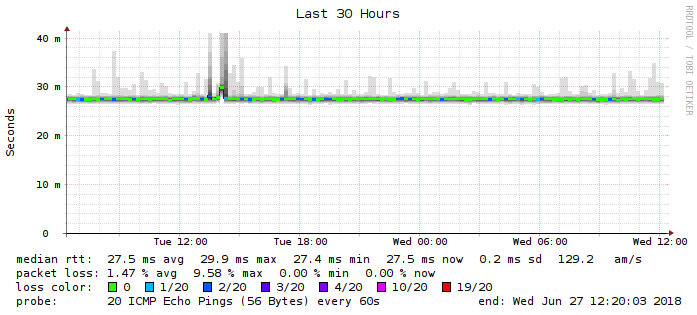 Last 30 Hours
RRDTOOL / TOBI OETIKER
Seconds
40 m
30 m
20 m
10 m
0
Tue 12:00 Tue 18:00 Wed 00:00 Wed 06:00 Wed 12:00
median rtt: 27.5 ms avg 29.9 ms max 27.4 ms min 27.5 ms now 0.2 ms sd 129.2 am/s
packet loss: 1.47 % avg 9.58 % max 0.00 % min 0.00 % now
loss color: 0 1/20 2/20 3/20 4/20 10/20 19/20
probe: 20 ICMP Echo Pings (56 Bytes) every 60s end: Wed Jun 27 12:20:03 2018